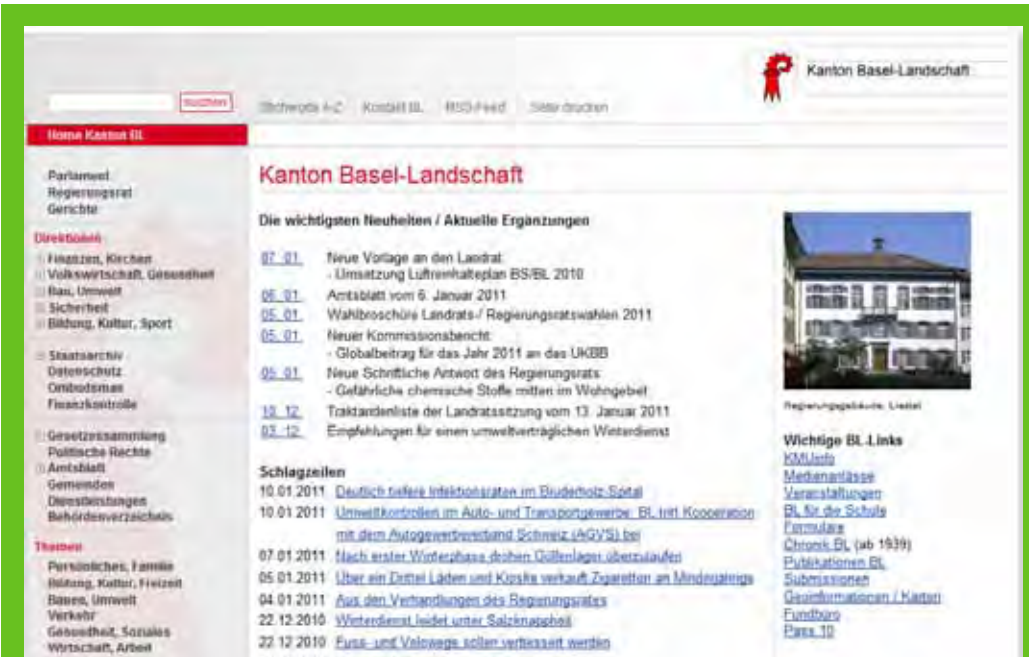 Kanton Basel-Landschaft
suchen
Stichworte A-Z Kontakt BL RSS-Feed Seite drucken
Home Kanton BL
Parlament
Regierungsrat
Gerichte
Direktionen
Finanzen, Kirchen
Volkswirtschaft, Gesundheit
Bau, Umwelt
Sicherheit
Bildung, Kultur, Sport
Staatsarchiv
Datenschutz
Ombudsman
Finanzkontrolle
Gesetzessammlung
Politische Rechte
Amtsblatt
Gemeinden
Dienstleistungen
Behördenverzeichnis
Themen
Persönliches, Familie
Bildung, Kultur, Freizeit
Bauen, Umwelt
Verkehr
Gesundheit, Soziales
Wirtschaft, Arbeit
Kanton Basel-Landschaft
Die wichtigsten Neuheiten / Aktuelle Ergänzungen
07. 01. Neue Vorlage an den Landrat:
- Umsetzung Luftreinhalteplan BS/BL 2010
06. 01. Amtsblatt vom 6. Januar 2011
05. 01. Wahlbroschüre Landrats-/ Regierungsratswahlen 2011
05. 01. Neuer Kommissionsbericht:
- Globalbeitrag für das Jahr 2011 an das UKBB
05. 01. Neue Schriftliche Antwort des Regierungsrats:
- Gefährliche chemische Stoffe mitten im Wohngebiet
10. 12. Traktandenliste der Landratssitzung vom 13. Januar 2011
03. 12. Empfehlungen für einen umweltverträglichen Winterdienst
Schlagzeilen
10.01.2011 Deutlich tiefere Infektionsraten im Bruderholz-Spital
10.01.2011 Umweltkontrollen im Auto- und Transportgewerbe: BL tritt Kooperation
mit dem Autogewerbeverband Schweiz (AGVS) bei
07.01.2011 Nach erster Winterphase drohen Güllenlager überzulaufen
05.01.2011 Über ein Drittel Läden und Kioske verkauft Zigaretten an Minderjährige
04.01.2011 Aus den Verhandlungen des Regierungsrates
22.12.2010 Winterdienst leidet unter Salzknappheit
22.12.2010 Fuss- und Velowege sollen verbessert werden
Regierungsgebäude, Liestal
Wichtige BL-Links
KMUinfo
Medienanlässe
Veranstaltungen
BL für die Schule
Formulare
Chronik BL (ab 1939)
Publikationen BL
Submissionen
Geoinformationen / Karten
Fundbüro
Pass 10